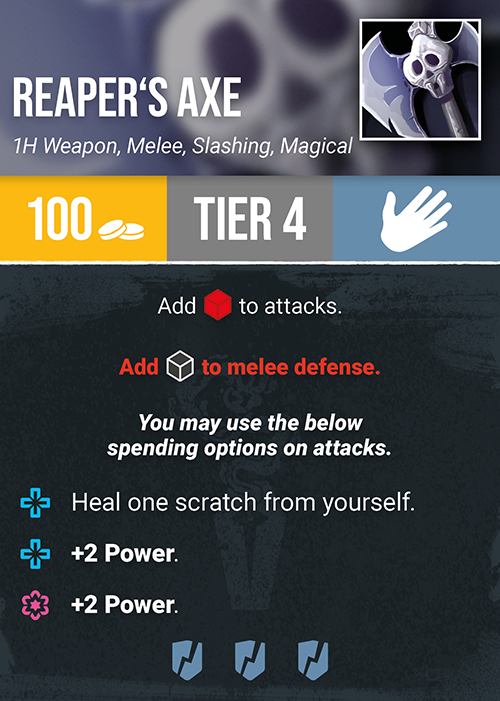 REAPER‘S AXE
1H Weapon, Melee, Slashing, Magical
100
TIER 4
Add to attacks.
Add to melee defense.
You may use the below
spending options on attacks.
Heal one scratch from yourself.
+2 Power.
+2 Power.